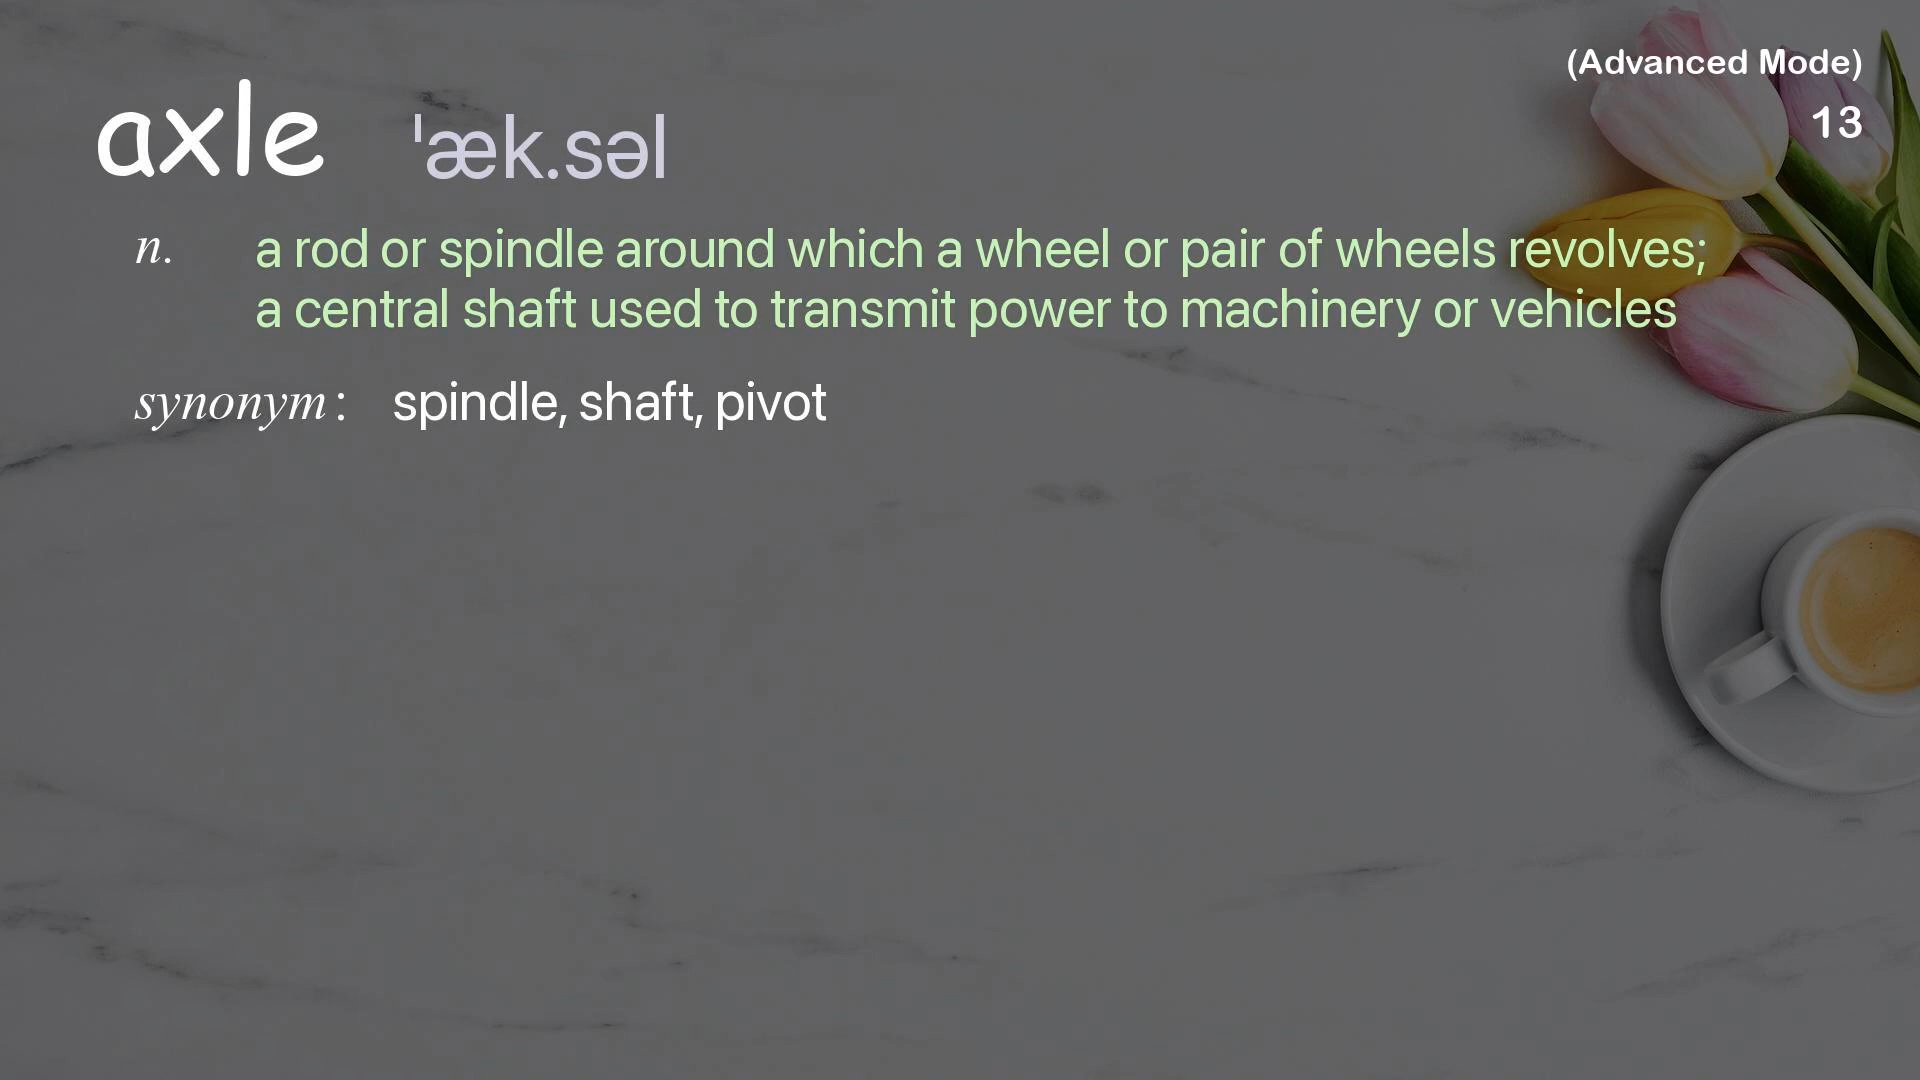 (Advanced Mode)
13
axle ˈæk.səl
n. a rod or spindle around which a wheel or pair of wheels revolves;
a central shaft used to transmit power to machinery or vehicles
synonym : spindle, shaft, pivot